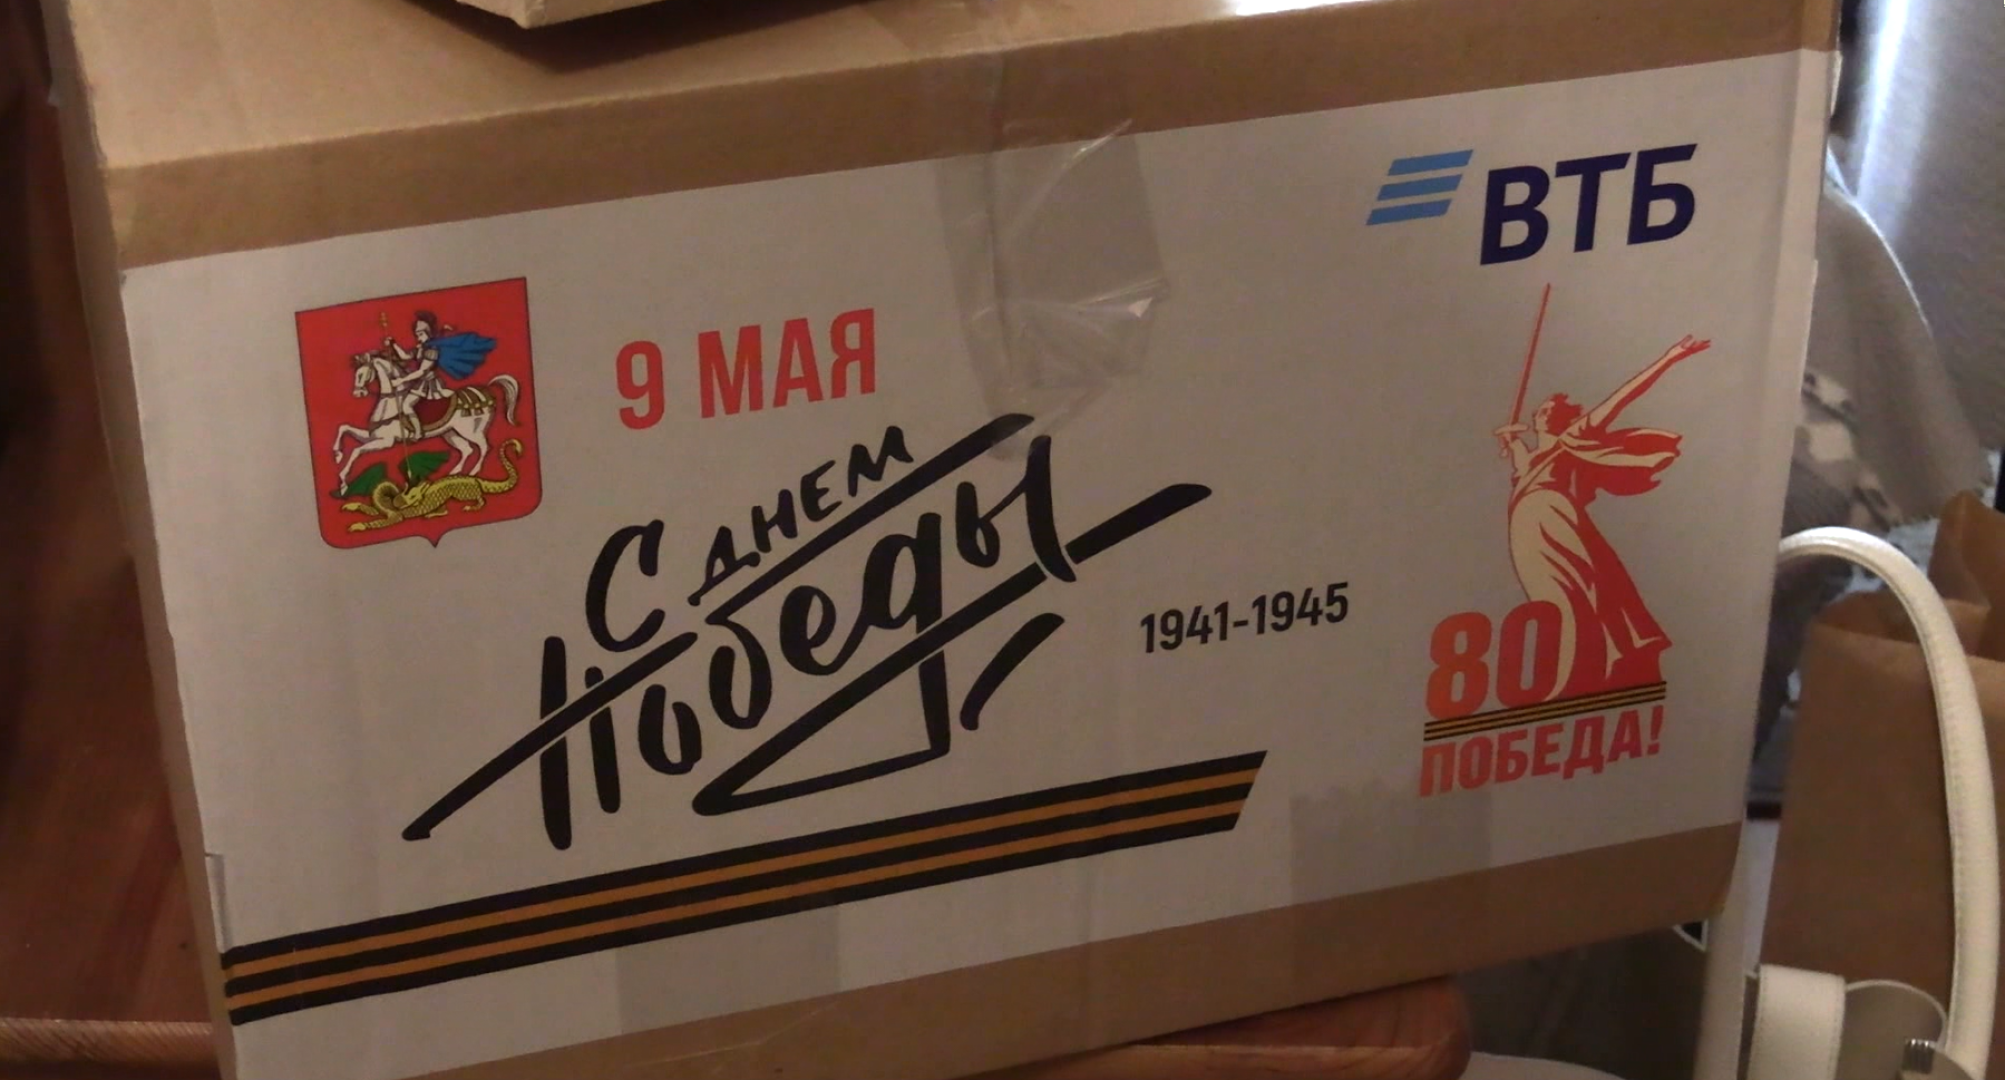 ВТБ
9 МАЯ
С ДНЕМ
Победы
1941-1945
80
ПОБЕДА!